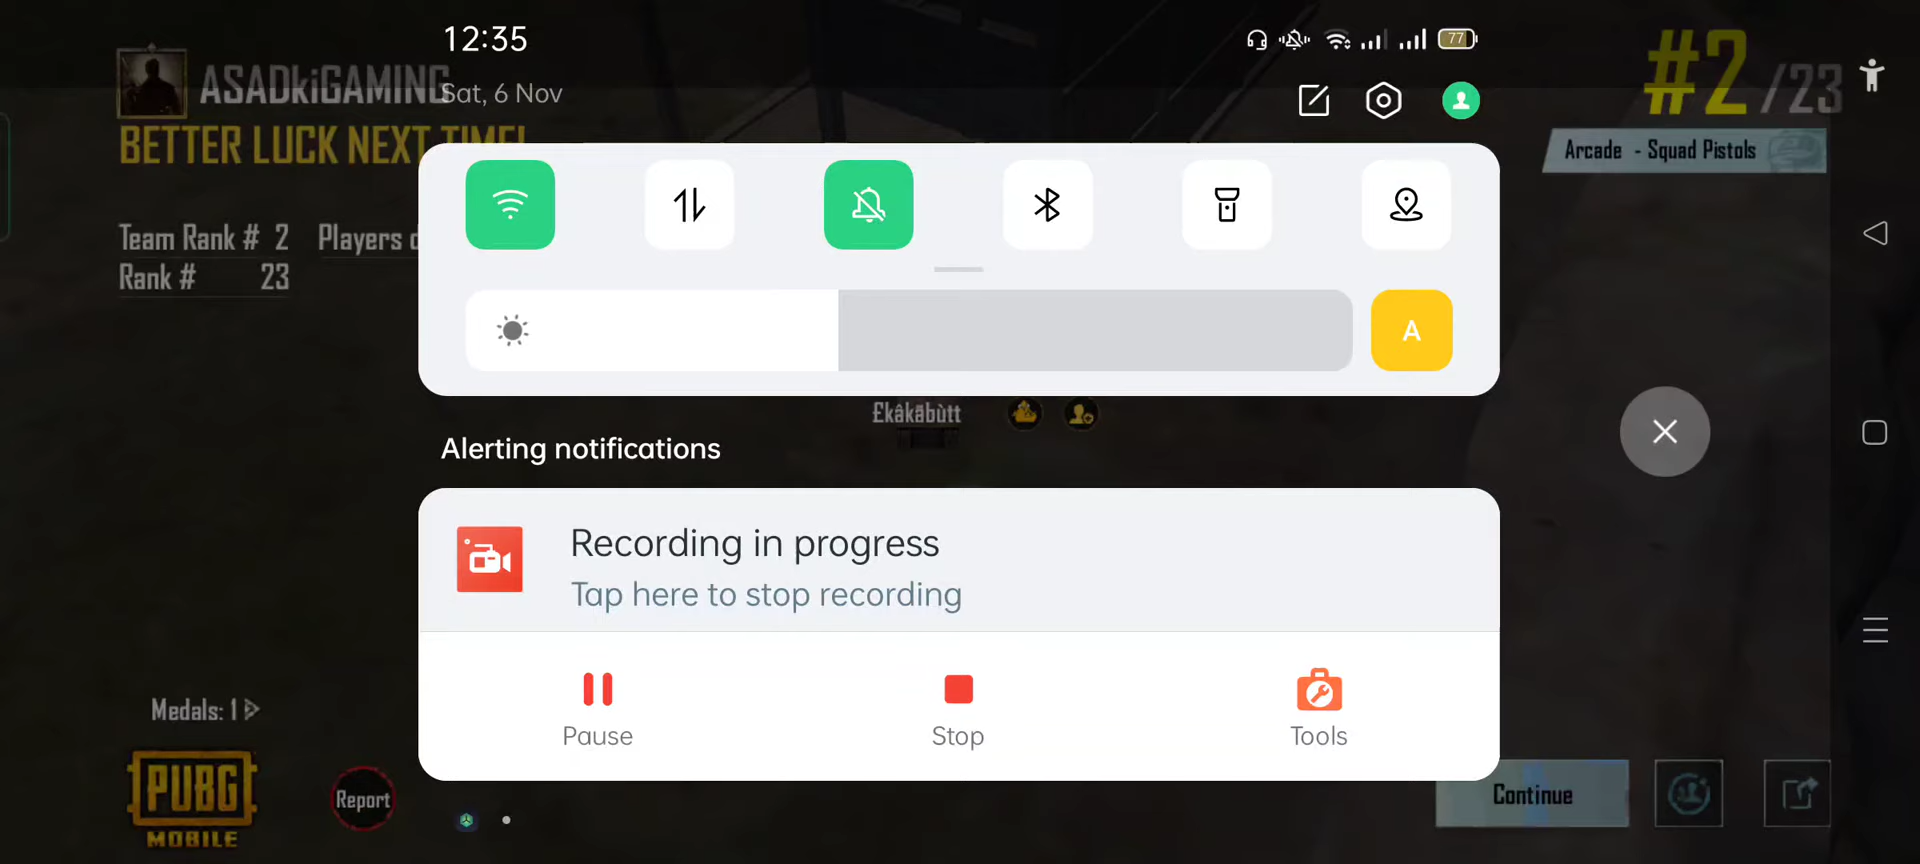 12:35
77
ASADkiGAMING
Sat, 6 Nov
#2/23
BETTER LUCK NEXT TIME!
Arcade - Squad Pistols
Team Rank # 2 Players
Rank # 23
A
£kâkãbùtt
Alerting notifications
Recording in progress
Tap here to stop recording
Pause
Stop
Tools
Medals: 1
PUBG
MOBILE
Report
Continue